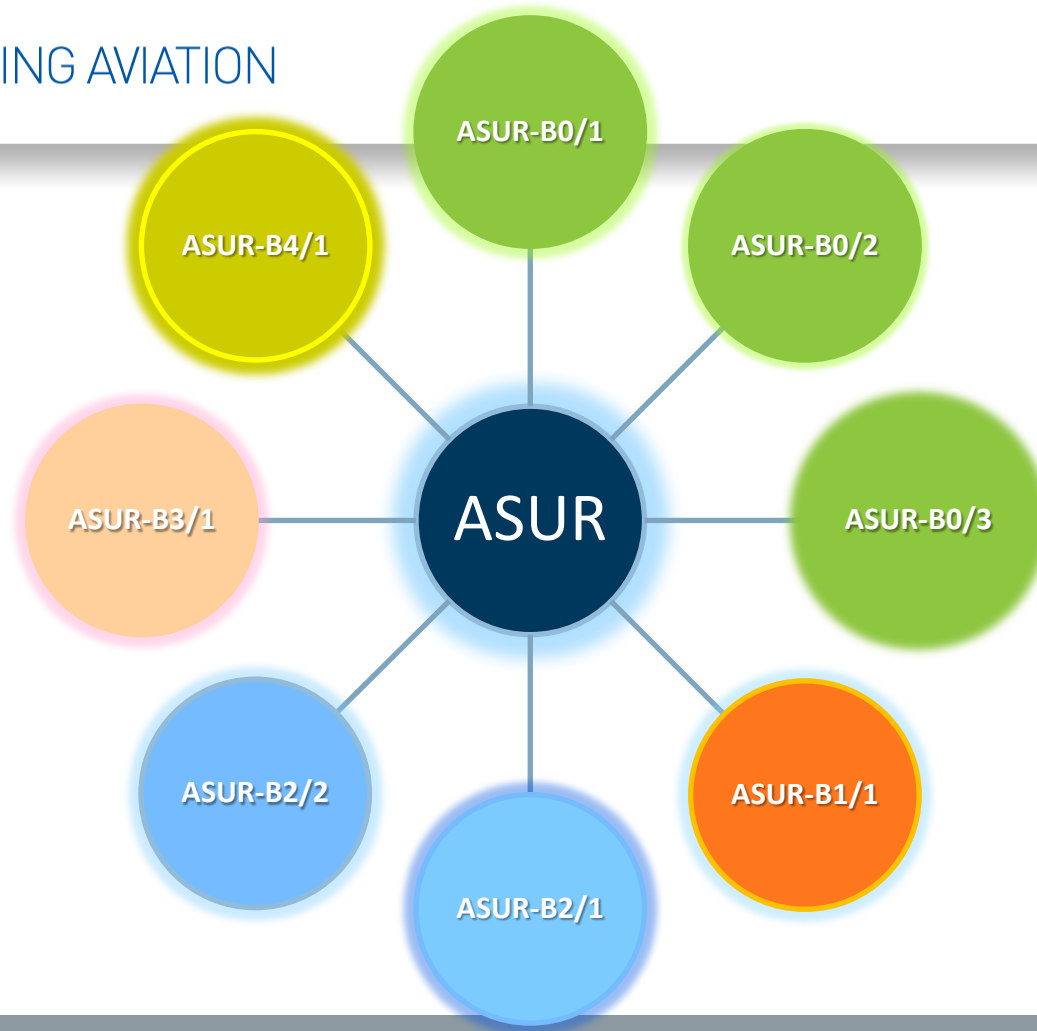 ING AVIATION
ASUR-B0/1
ASUR-B4/1
ASUR-B0/2
ASUR-B3/1
ASUR
ASUR-B0/3
ASUR-B2/2
ASUR-B1/1
ASUR-B2/1